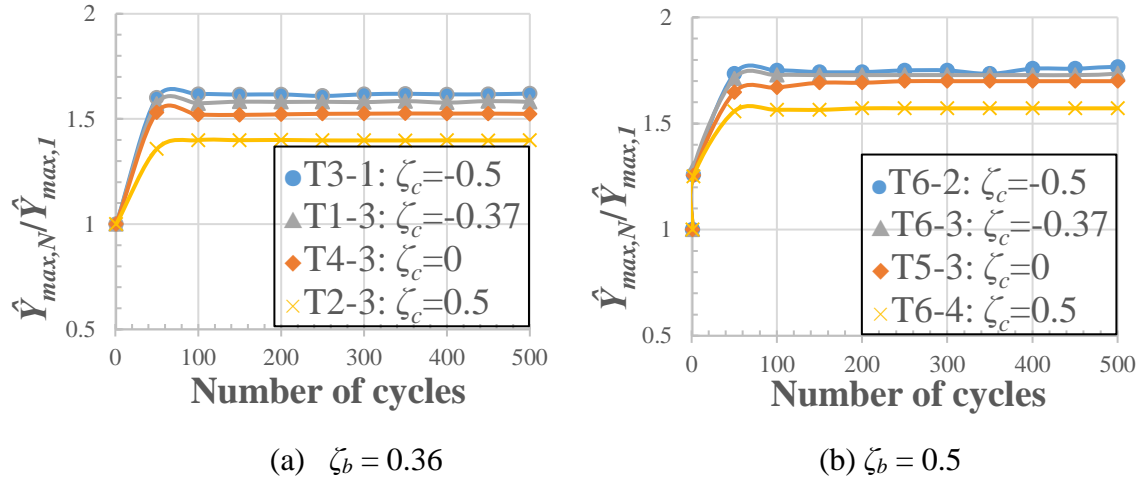 2
1.5
1
0.5
Ŷmax,N/Ŷmax,1
0 100 200 300 400 500
Number of cycles
T3-1: ζc=-0.5
T1-3: ζc=-0.37
T4-3: ζc=0
T2-3: ζc=0.5
(a) ζb = 0.36
2
1.5
1
0.5
Ŷmax,N/Ŷmax,1
0 100 200 300 400 500
Number of cycles
T6-2: ζc=-0.5
T6-3: ζc=-0.37
T5-3: ζc=0
T6-4: ζc=0.5
(b) ζb = 0.5